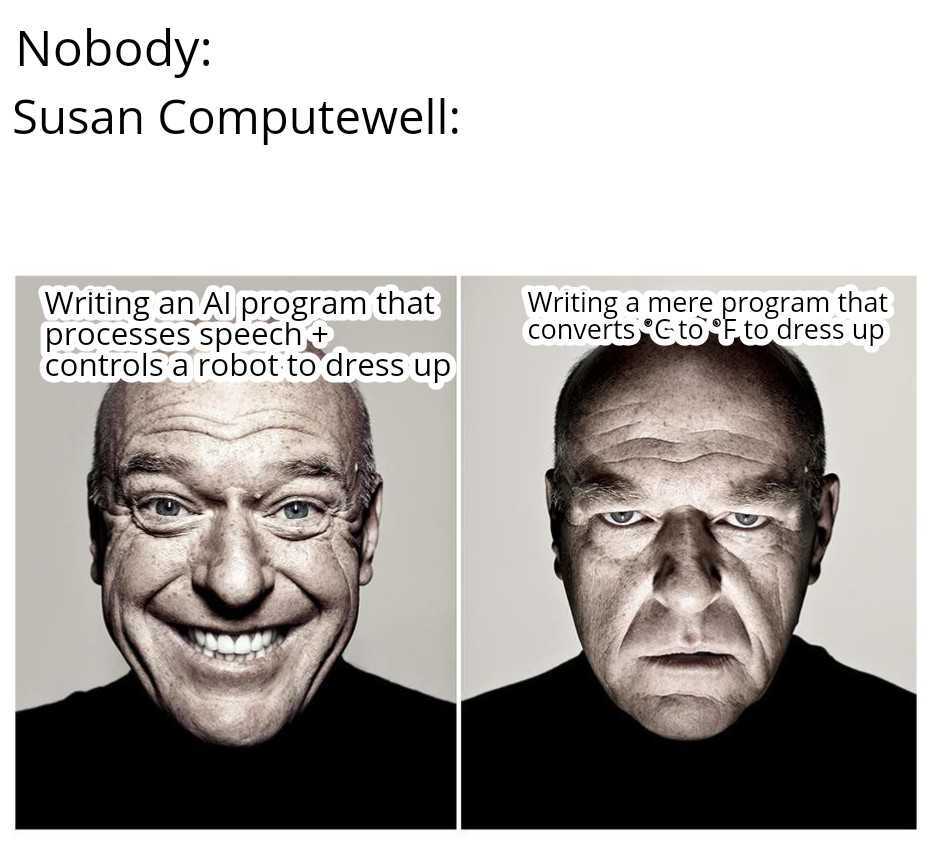 Nobody:
Susan Computewell:
Writing an AI program that
processes speech +
controls a robot to dress up
Writing a mere program that
converts °C to °F to dress up